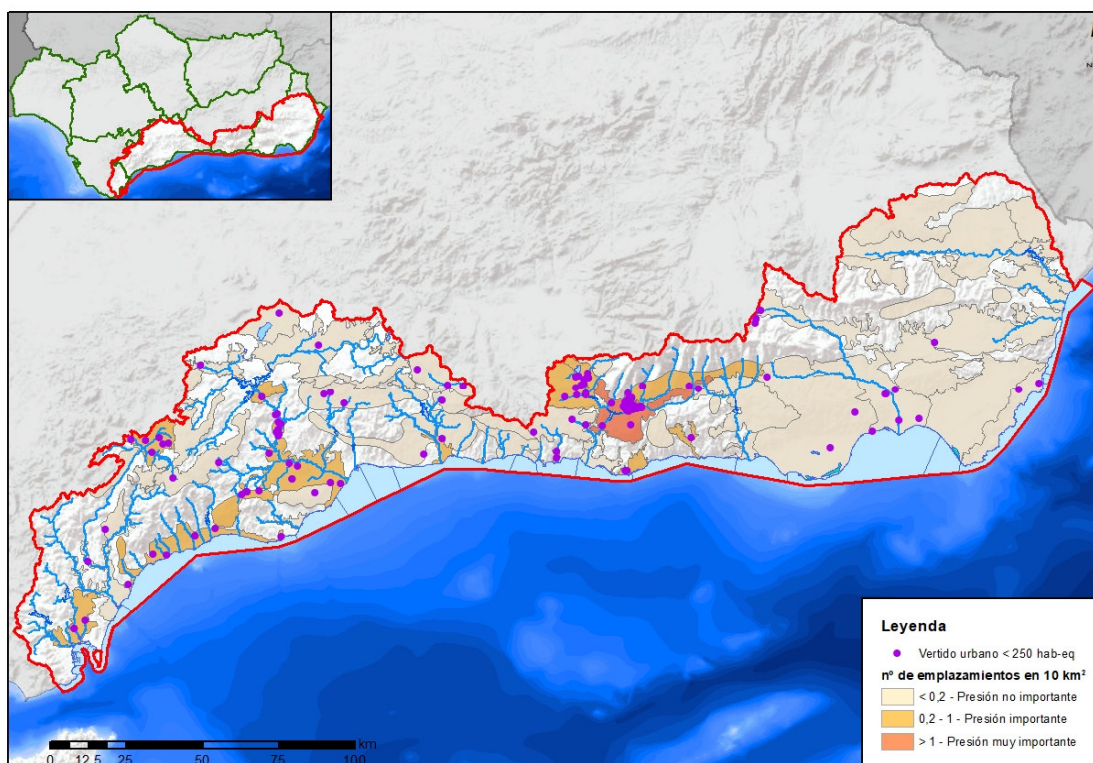 N
Leyenda
Vertido urbano < 250 hab-eq
nº de emplazamientos en 10 km²
< 0,2 - Presión no importante
0,2 - 1 - Presión importante
> 1 - Presión muy importante
km
0 12,5 25 50 75 100